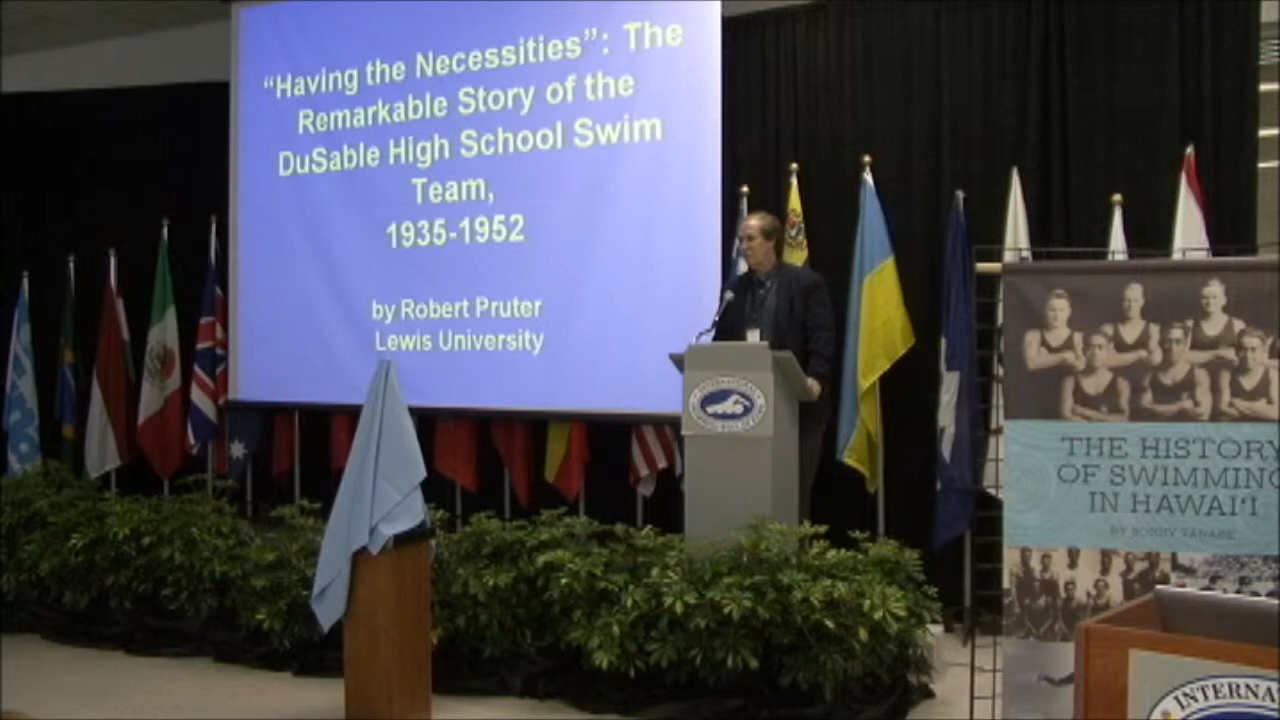 “Having the Necessities”: The
Remarkable Story of the
DuSable High School Swim
Team,
1935-1952
by Robert Pruter
Lewis University
INTERNATIONAL
THE HISTORY
OF SWIMMING
IN HAWAI‘I
INTERNA